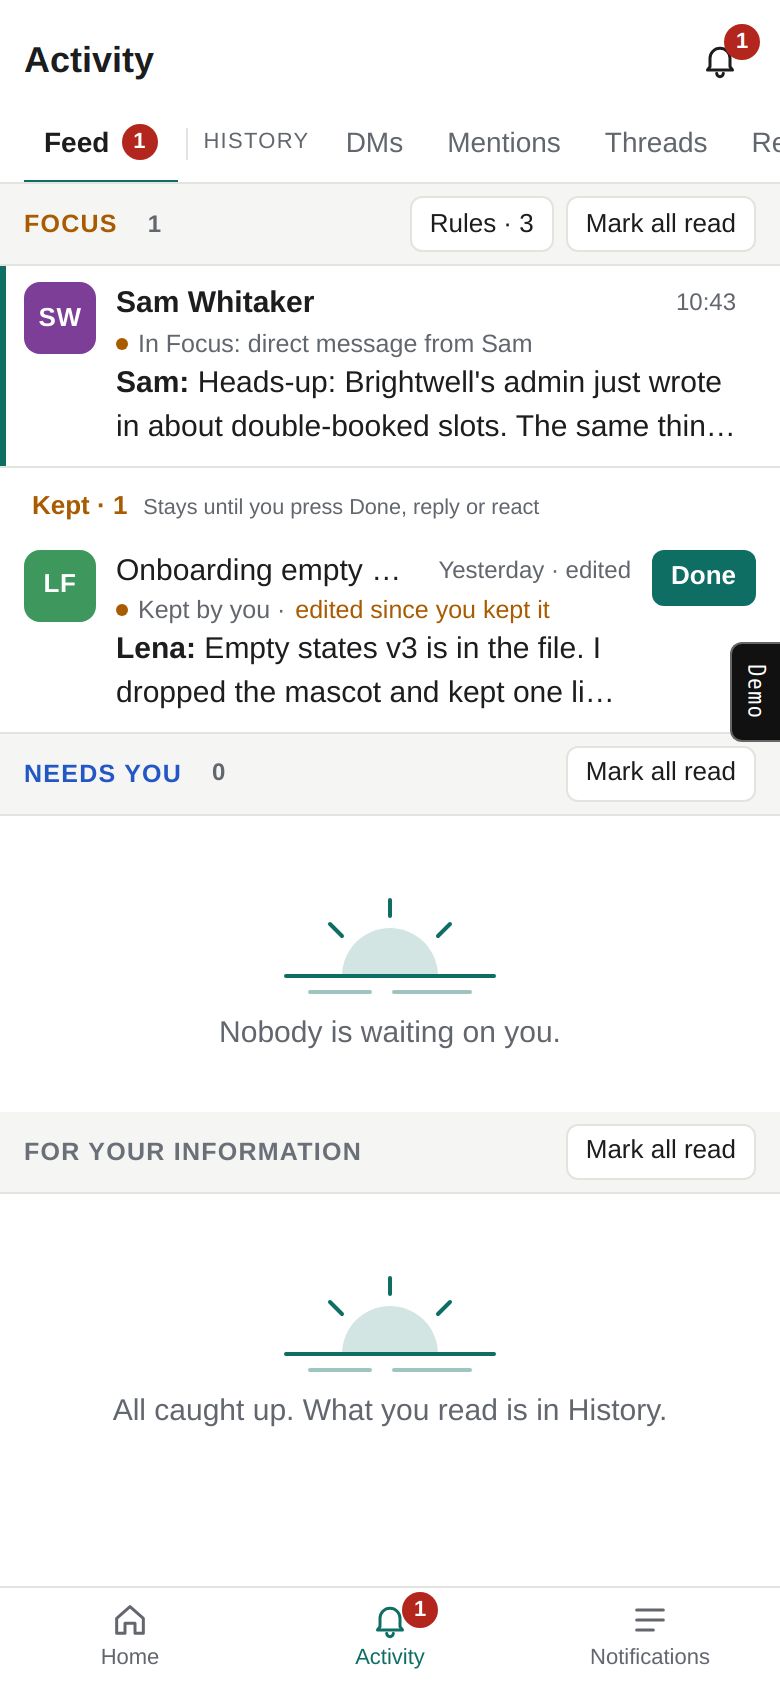 Activity
1
Feed 1 HISTORY DMs Mentions Threads Re
FOCUS 1 Rules · 3 Mark all read
SW Sam Whitaker 10:43
In Focus: direct message from Sam
Sam: Heads-up: Brightwell's admin just wrote
in about double-booked slots. The same thin…
Kept · 1 Stays until you press Done, reply or react
LF Onboarding empty … Yesterday · edited Done
Kept by you · edited since you kept it
Lena: Empty states v3 is in the file. I
dropped the mascot and kept one li…
Demo
NEEDS YOU 0 Mark all read
Nobody is waiting on you.
FOR YOUR INFORMATION Mark all read
All caught up. What you read is in History.
1
Home Activity Notifications